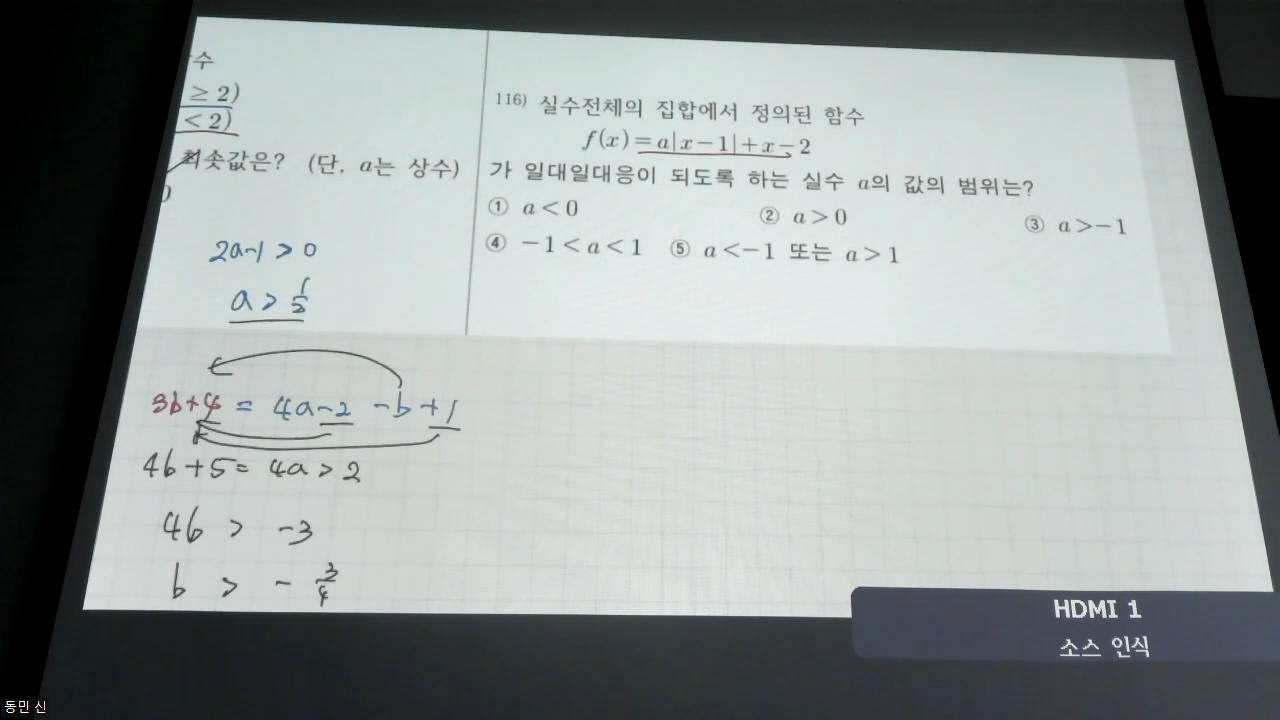 수
≥ 2)
< 2)
최솟값은? (단, a는 상수)
2a-1 > 0
a > 1/2
116) 실수전체의 집합에서 정의된 함수
f(x)=a|x-1|+x-2
가 일대일대응이 되도록 하는 실수 a의 값의 범위는?
① a<0 ② a>0 ③ a>-1
④ -1<a<1 ⑤ a<-1 또는 a>1
3b+4 = 4a-2 -b+1
4b+5= 4a > 2
4b > -3
b > - 3/4
HDMI 1
소스 인식
동민 신